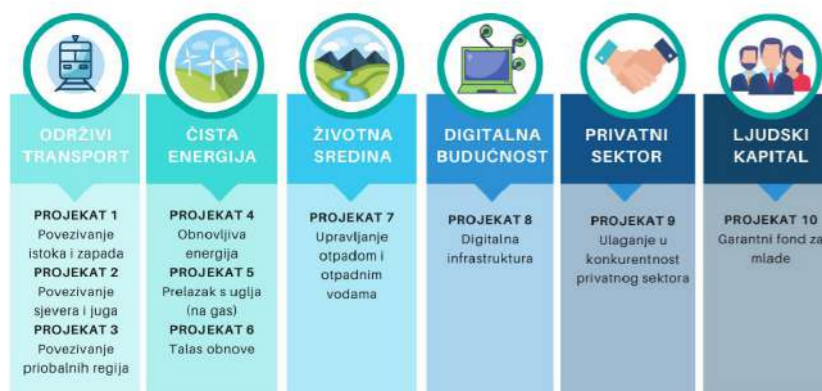 ODRŽIVI
TRANSPORT
PROJEKAT 1
Povezivanje
istoka i zapada
PROJEKAT 2
Povezivanje
sjevera i juga
PROJEKAT 3
Povezivanje
priobalnih regija
ČISTA
ENERGIJA
PROJEKAT 4
Obnovljiva
energija
PROJEKAT 5
Prelazak s uglja
(na gas)
PROJEKAT 6
Talas obnove
ŽIVOTNA
SREDINA
PROJEKAT 7
Upravljanje
otpadom i
otpadnim
vodama
DIGITALNA
BUDUĆNOST
PROJEKAT 8
Digitalna
infrastruktura
PRIVATNI
SEKTOR
PROJEKAT 9
Ulaganje u
konkurentnost
privatnog sektora
LJUDSKI
KAPITAL
PROJEKAT 10
Garantni fond za
mlade